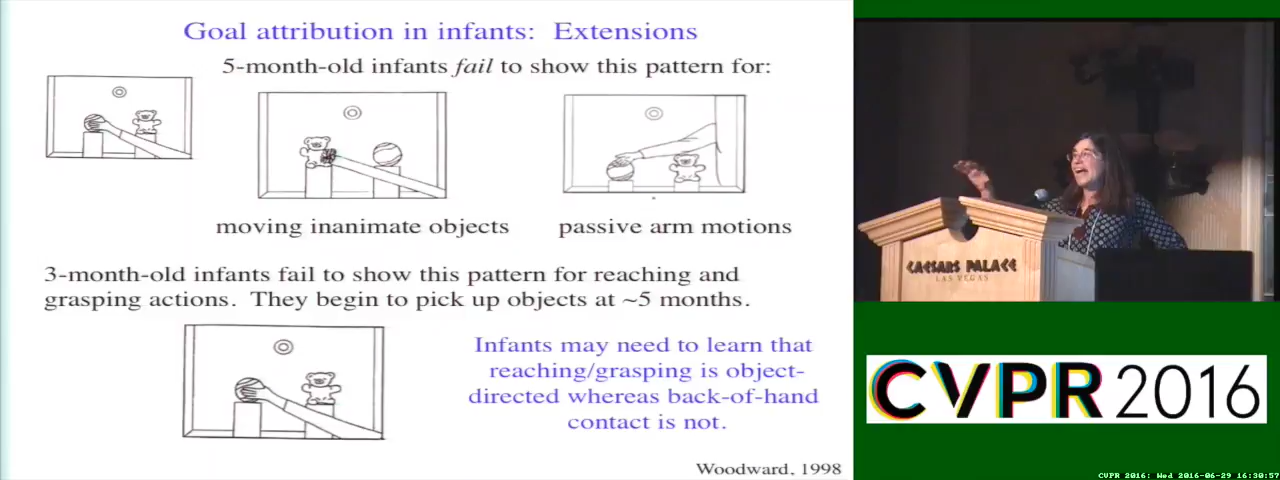 Goal attribution in infants: Extensions
5-month-old infants fail to show this pattern for:
moving inanimate objects
passive arm motions
3-month-old infants fail to show this pattern for reaching and
grasping actions. They begin to pick up objects at ~5 months.
Infants may need to learn that
reaching/grasping is object-
directed whereas back-of-hand
contact is not.
Woodward, 1998
CAESARS PALACE
LAS VEGAS
CVPR 2016
CVPR 2016: Wed 2016-06-29 16:30:57